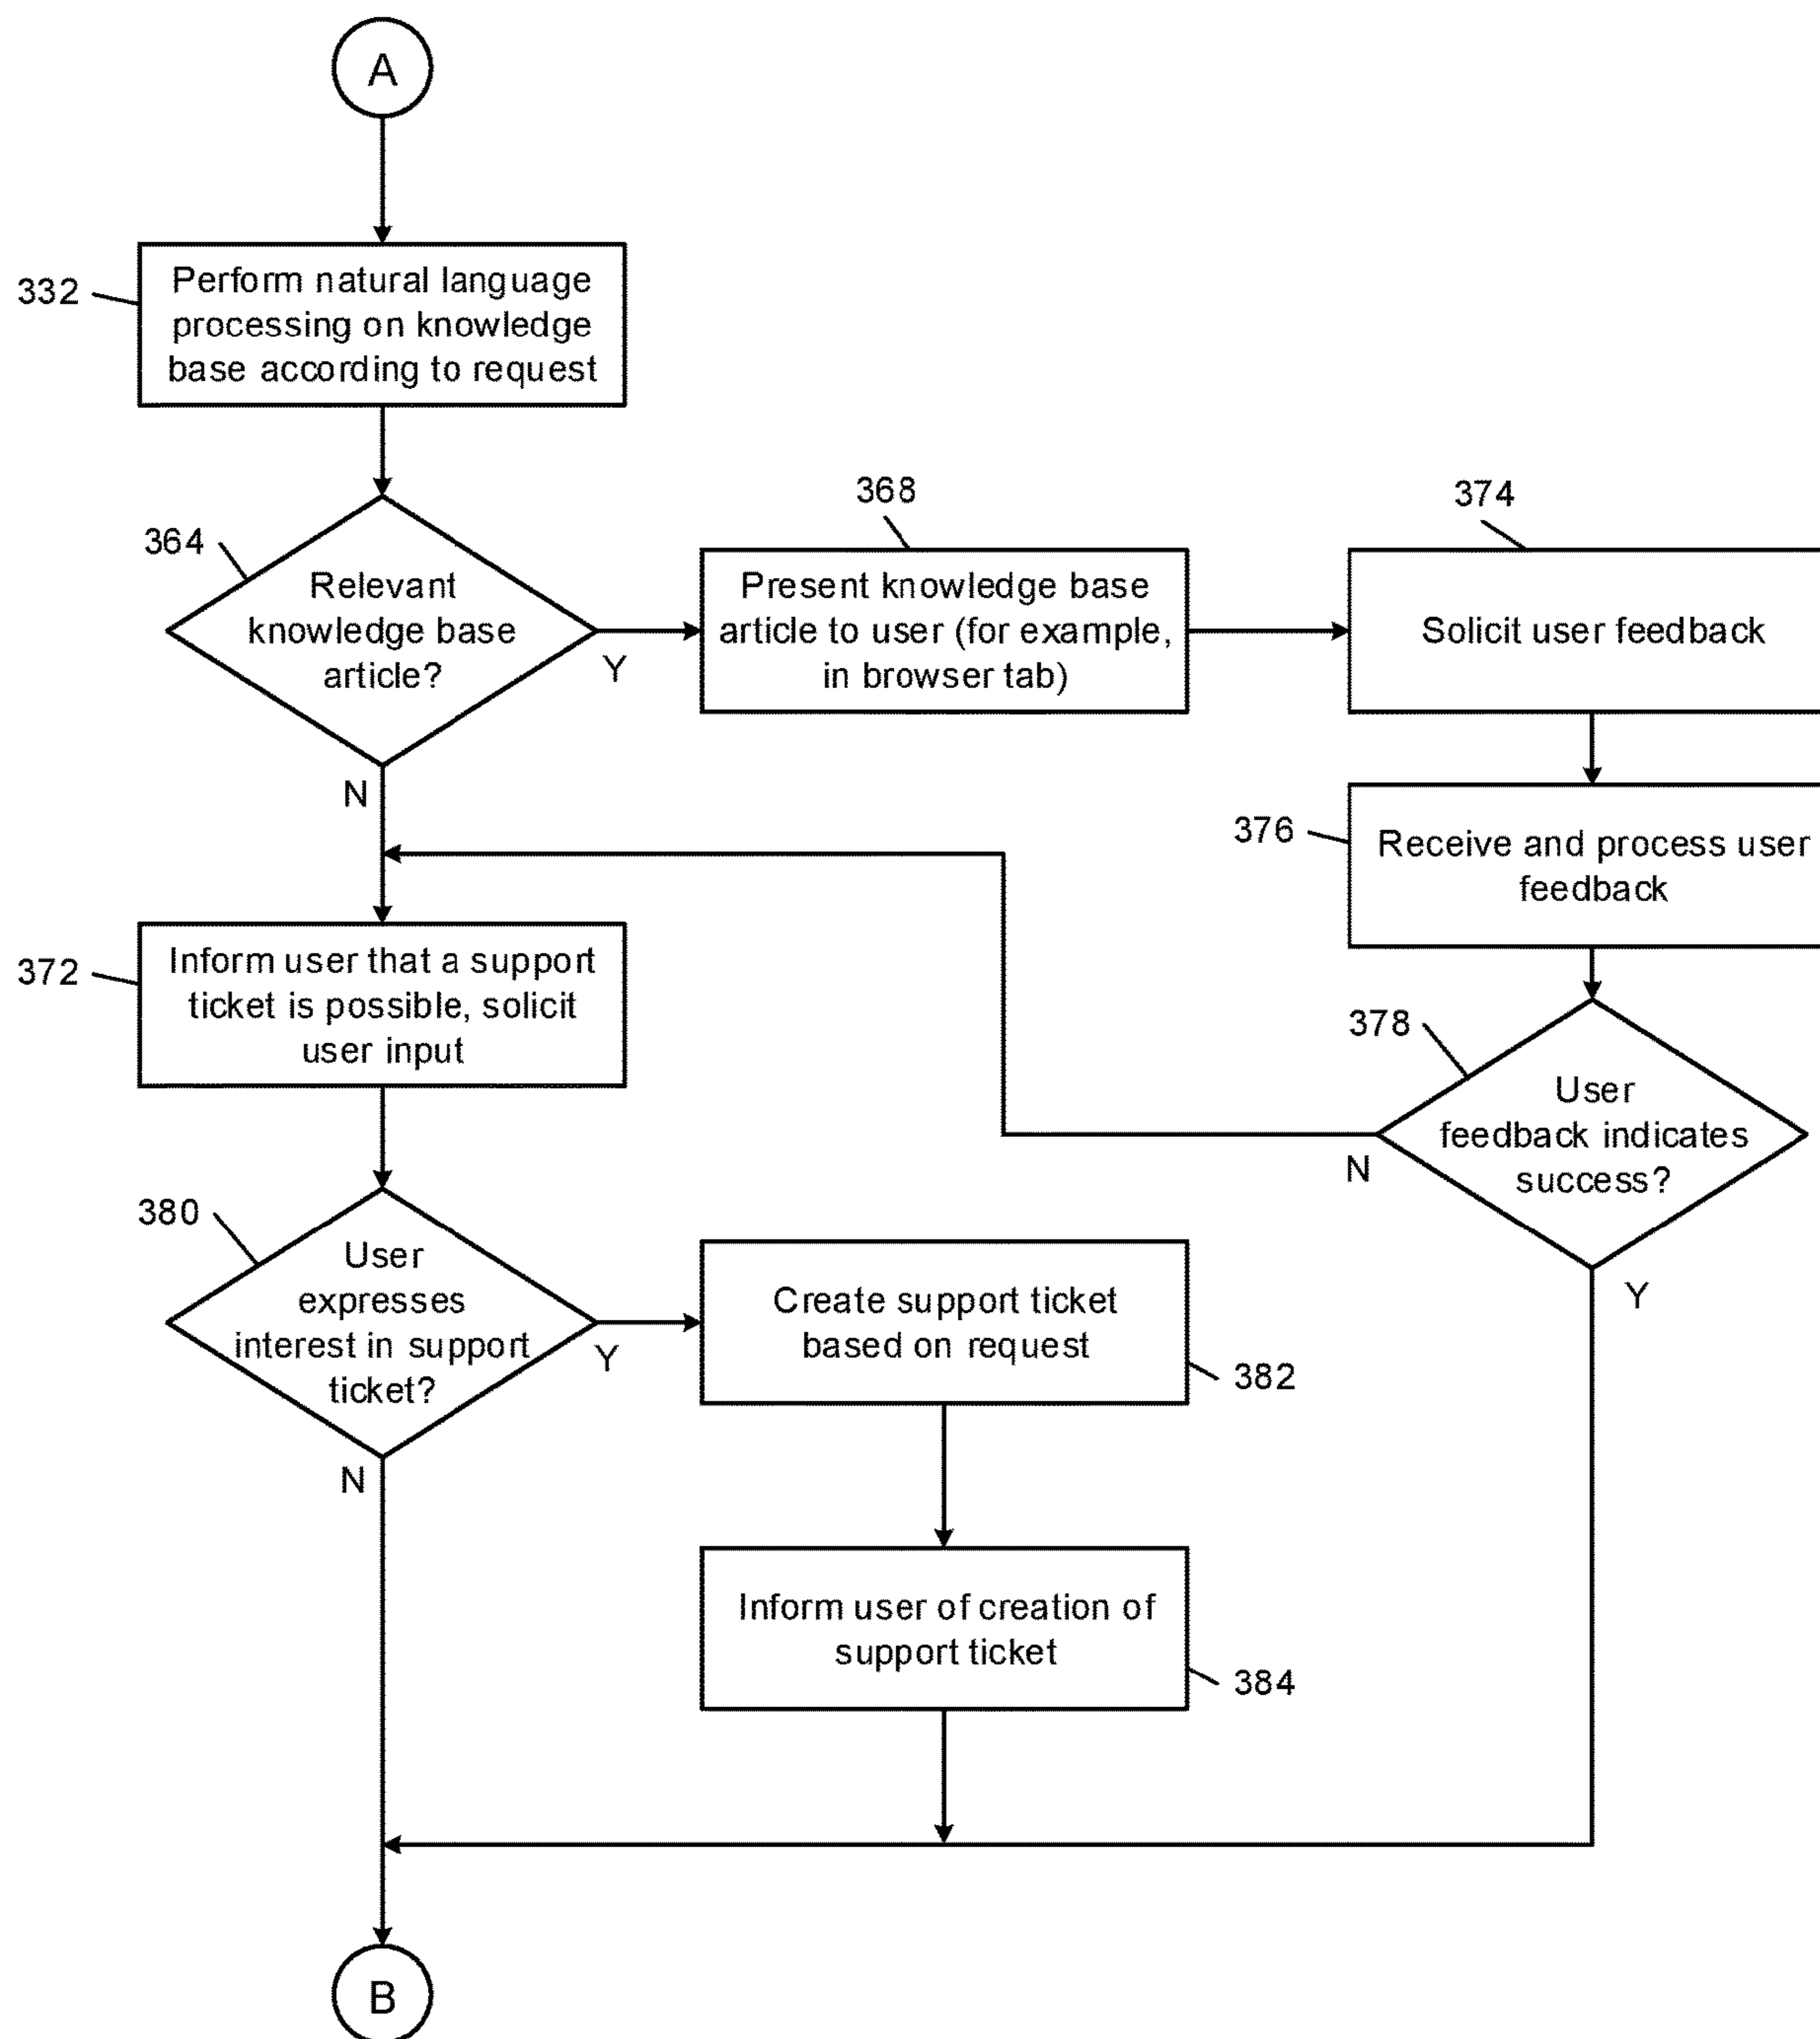 A
332
Perform natural language
processing on knowledge
base according to request
364
Relevant
knowledge base
article?
Y
N
368
Present knowledge base
article to user (for example,
in browser tab)
374
Solicit user feedback
376
Receive and process user
feedback
378
User
feedback indicates
success?
N
Y
372
Inform user that a support
ticket is possible, solicit
user input
380
User
expresses
interest in support
ticket?
Y
N
Create support ticket
based on request
382
Inform user of creation of
support ticket
384
B